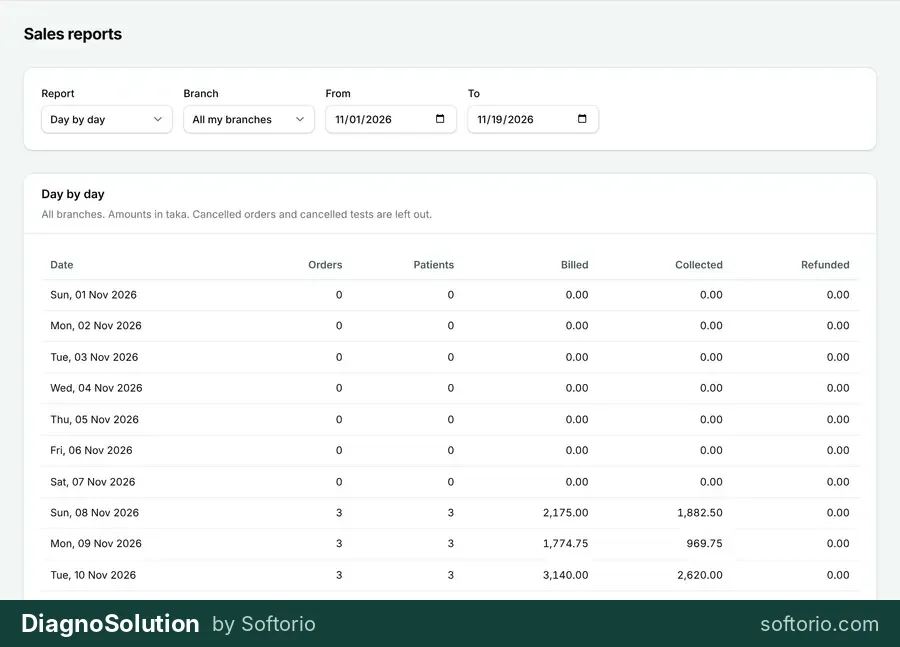 Sales reports
Report Branch From To
Day by day All my branches 11/01/2026 11/19/2026
Day by day
All branches. Amounts in taka. Cancelled orders and cancelled tests are left out.
Date Orders Patients Billed Collected Refunded
Sun, 01 Nov 2026 0 0 0.00 0.00 0.00
Mon, 02 Nov 2026 0 0 0.00 0.00 0.00
Tue, 03 Nov 2026 0 0 0.00 0.00 0.00
Wed, 04 Nov 2026 0 0 0.00 0.00 0.00
Thu, 05 Nov 2026 0 0 0.00 0.00 0.00
Fri, 06 Nov 2026 0 0 0.00 0.00 0.00
Sat, 07 Nov 2026 0 0 0.00 0.00 0.00
Sun, 08 Nov 2026 3 3 2,175.00 1,882.50 0.00
Mon, 09 Nov 2026 3 3 1,774.75 969.75 0.00
Tue, 10 Nov 2026 3 3 3,140.00 2,620.00 0.00
DiagnoSolution by Softorio softorio.com